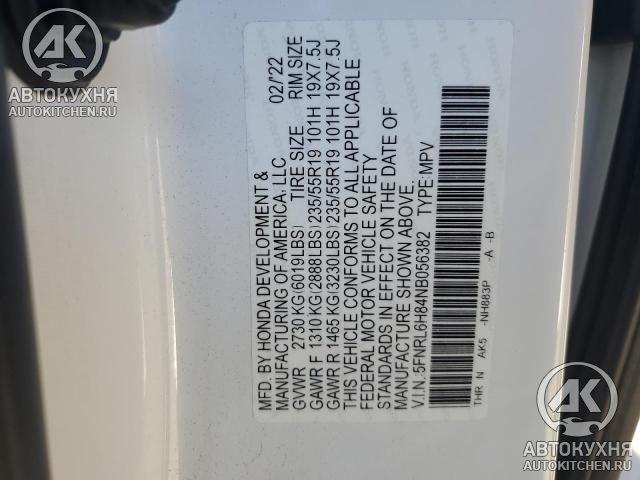 AK
АВТОКУХНЯ
AUTOKITCHEN.RU
MFD. BY HONDA DEVELOPMENT & 02/'22
MANUFACTURING OF AMERICA, LLC
GVWR 2730 KG(6019LBS) TIRE SIZE RIM SIZE
GAWR F 1310 KG(2888LBS) 235/55R19 101H 19X7.5J
GAWR R 1465 KG(3230LBS) 235/55R19 101H 19X7.5J
THIS VEHICLE CONFORMS TO ALL APPLICABLE
FEDERAL MOTOR VEHICLE SAFETY
STANDARDS IN EFFECT ON THE DATE OF
MANUFACTURE SHOWN ABOVE.
V.I.N.:5FNRL6H84NB056382 TYPE:MPV
THR N AK5 -NH883P -A -B
AK
АВТОКУХНЯ
AUTOKITCHEN.RU